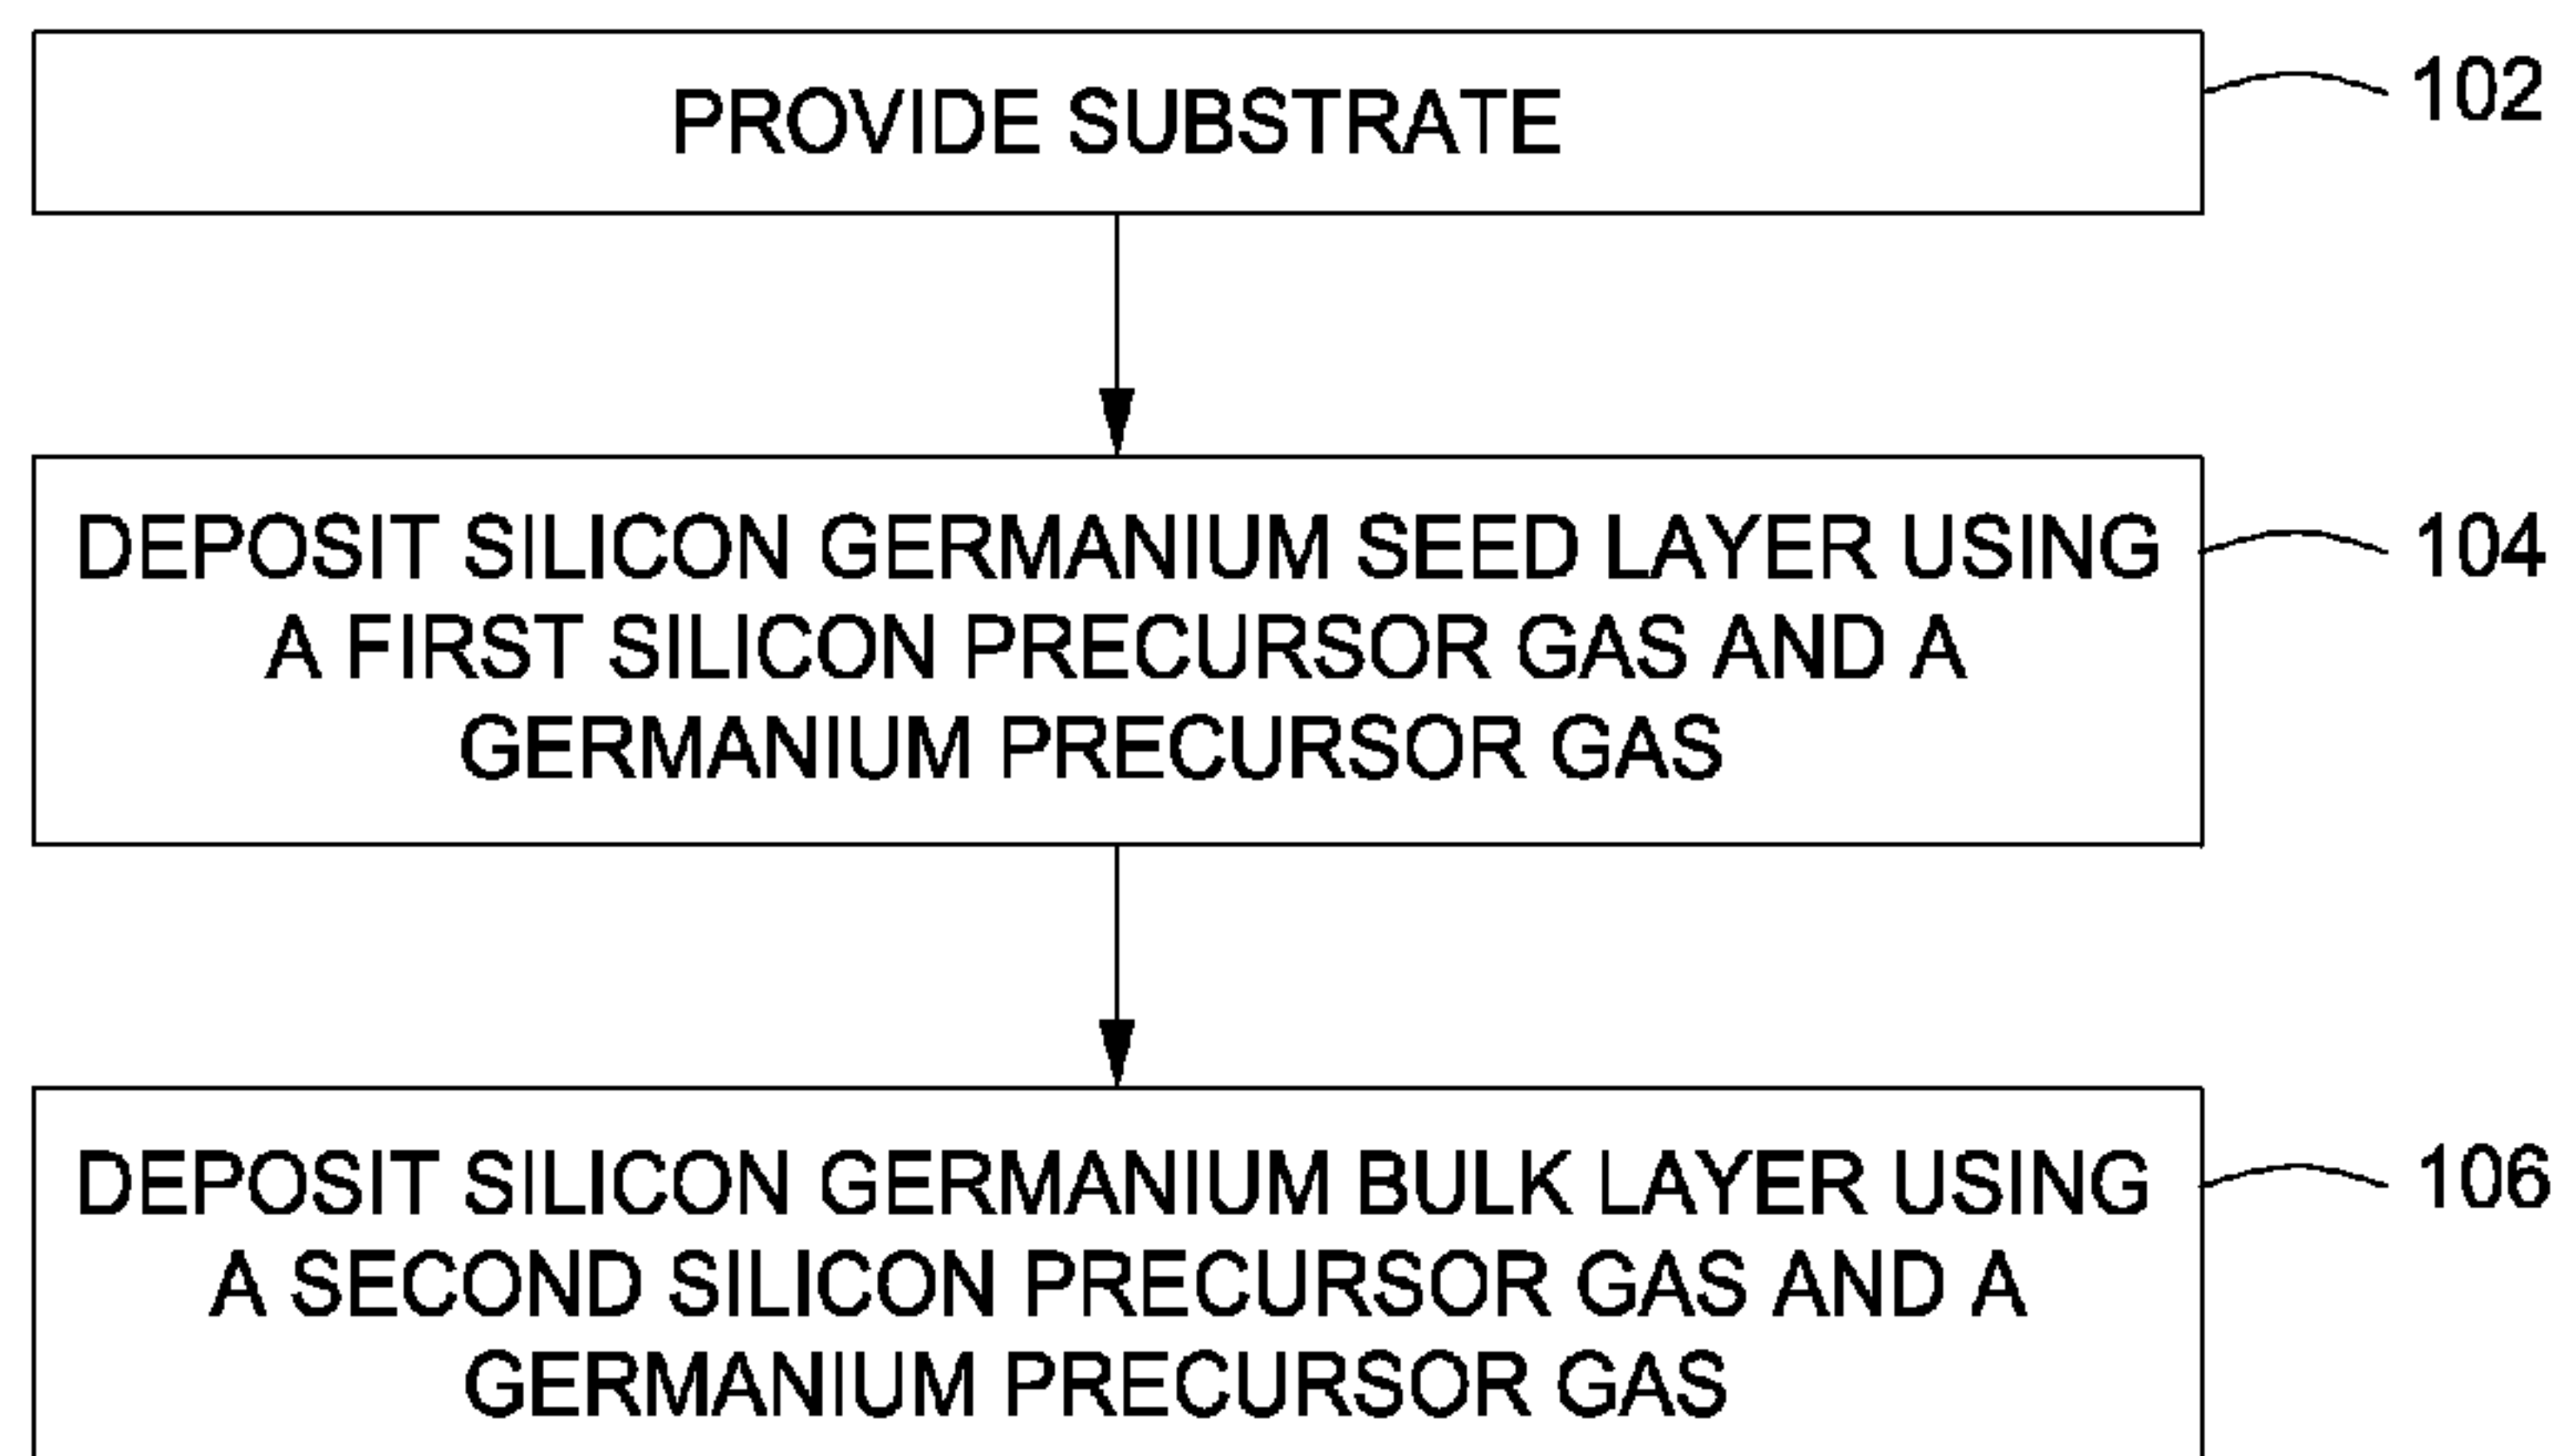 PROVIDE SUBSTRATE
102
DEPOSIT SILICON GERMANIUM SEED LAYER USING
A FIRST SILICON PRECURSOR GAS AND A
GERMANIUM PRECURSOR GAS
104
DEPOSIT SILICON GERMANIUM BULK LAYER USING
A SECOND SILICON PRECURSOR GAS AND A
GERMANIUM PRECURSOR GAS
106